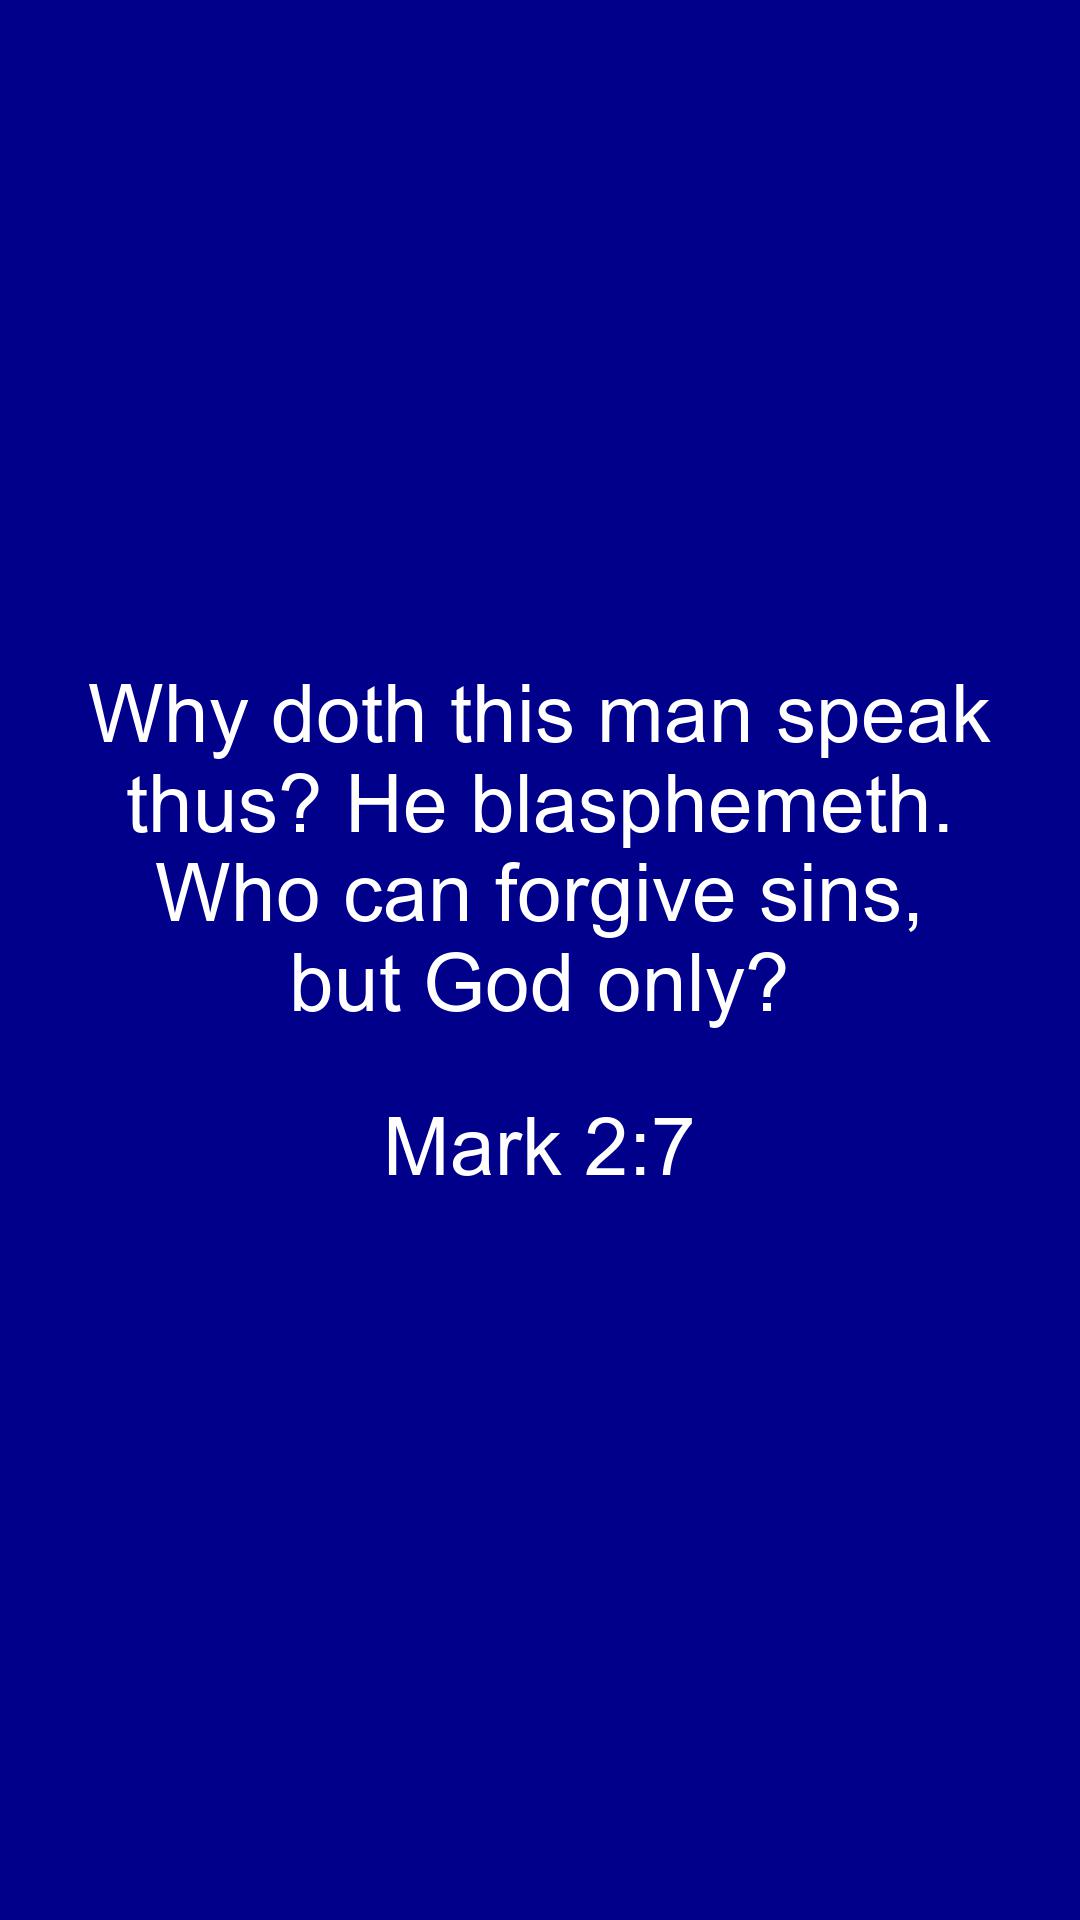 Why doth this man speak
thus? He blasphemeth.
Who can forgive sins,
but God only?
Mark 2:7